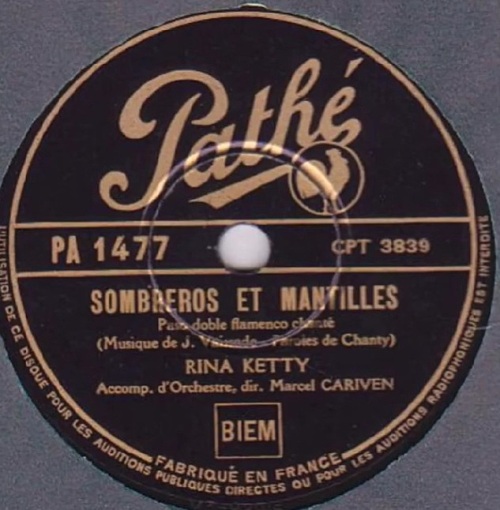 Pathé
PA 1477
CPT 3839
SOMBREROS ET MANTILLES
Paso-doble flamenco chanté
(Musique de J. Paroles de Chanty)
RINA KETTY
Accomp. d'Orchestre, dir. Marcel CARIVEN
BIEM
FABRIQUÉ EN FRANCE
L'UTILISATION DE CE DISQUE POUR LES AUDITIONS PUBLIQUES DIRECTES OU POUR LES AUDITIONS RADIOPHONIQUES EST INTERDITE